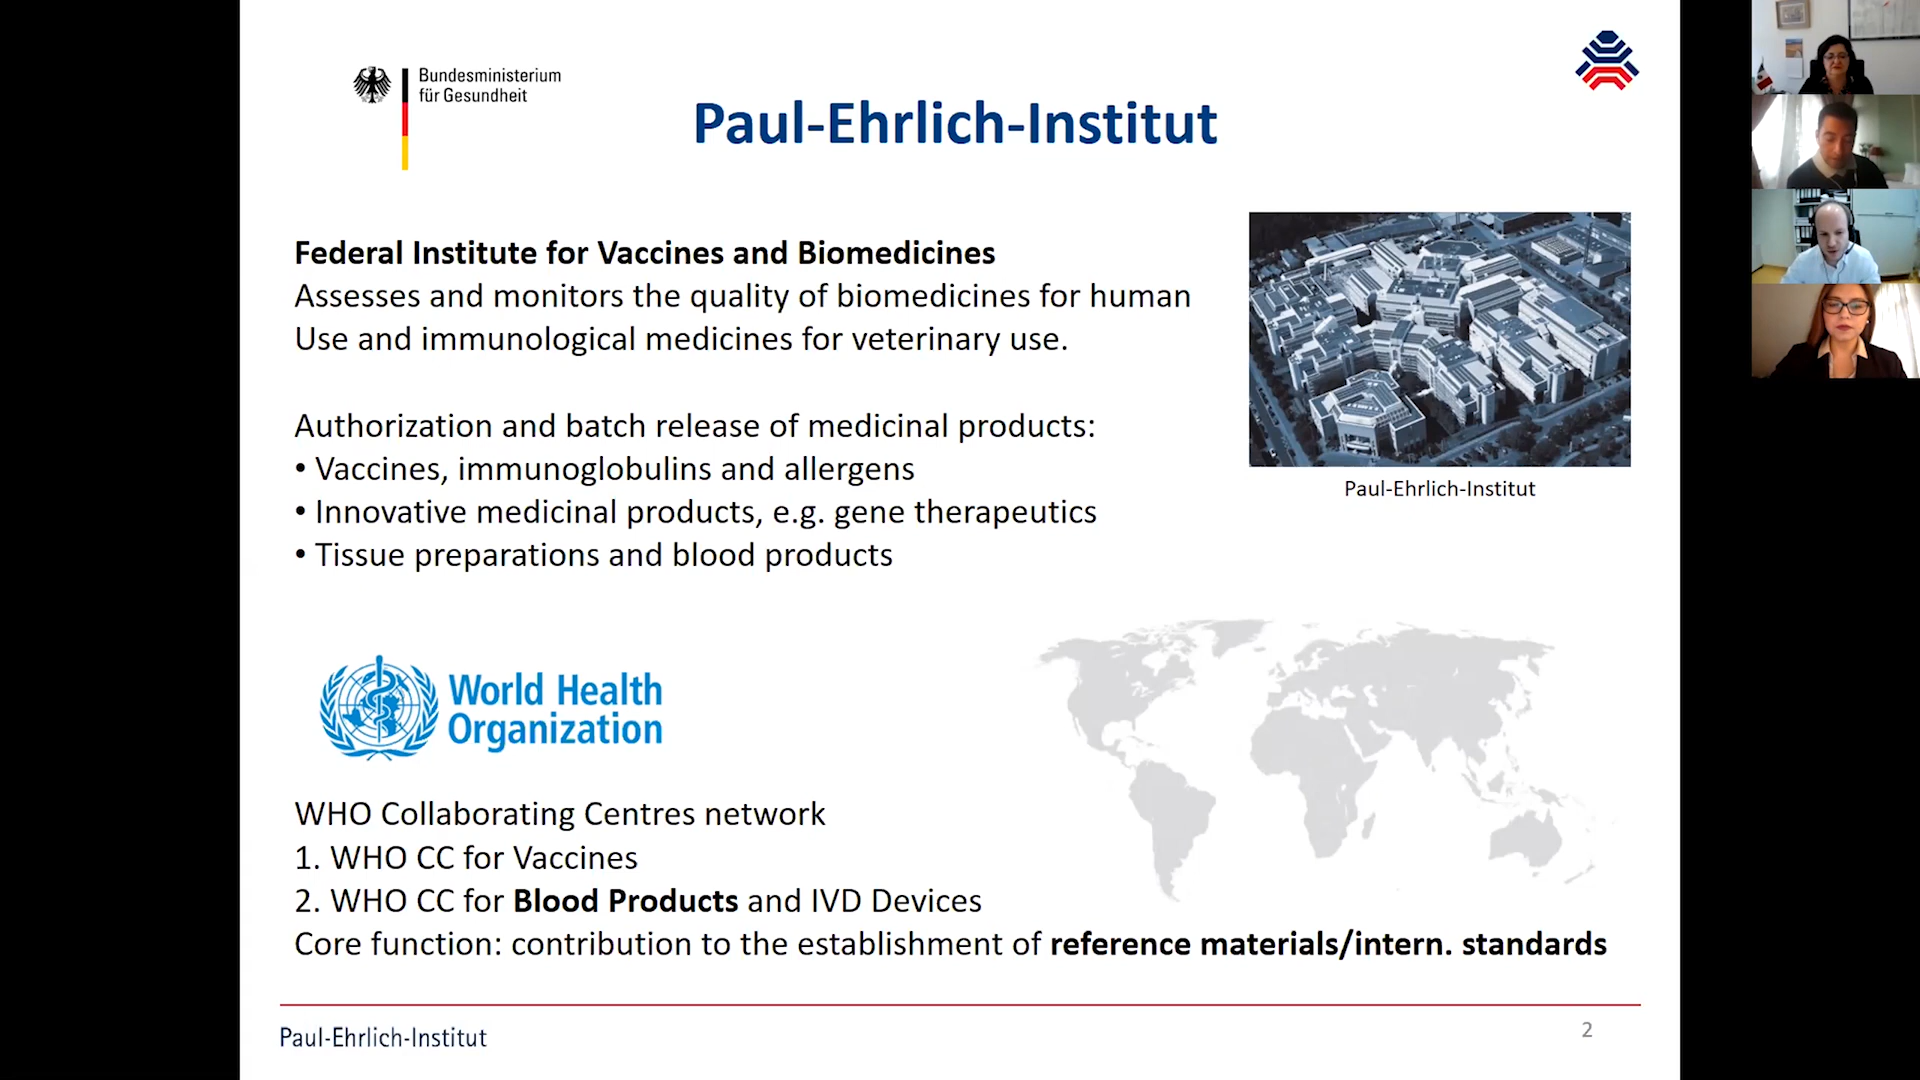 Bundesministerium
für Gesundheit
Paul-Ehrlich-Institut
Federal Institute for Vaccines and Biomedicines
Assesses and monitors the quality of biomedicines for human
Use and immunological medicines for veterinary use.
Authorization and batch release of medicinal products:
• Vaccines, immunoglobulins and allergens
• Innovative medicinal products, e.g. gene therapeutics
• Tissue preparations and blood products
Paul-Ehrlich-Institut
World Health
Organization
WHO Collaborating Centres network
1. WHO CC for Vaccines
2. WHO CC for Blood Products and IVD Devices
Core function: contribution to the establishment of reference materials/intern. standards
Paul-Ehrlich-Institut
2